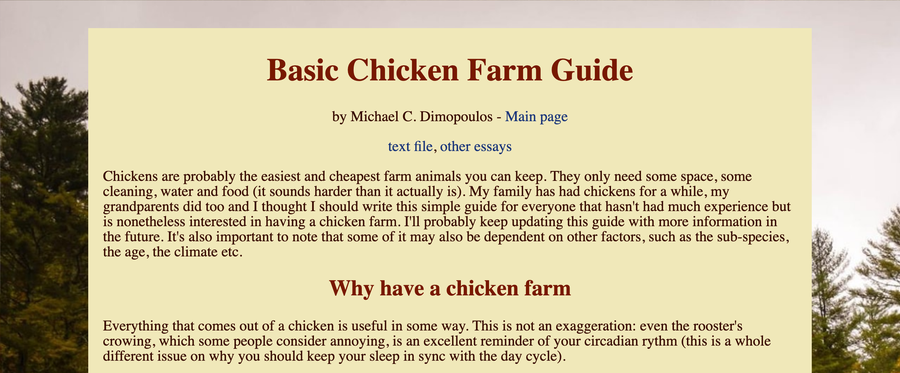 Basic Chicken Farm Guide
by Michael C. Dimopoulos - Main page
text file, other essays
Chickens are probably the easiest and cheapest farm animals you can keep. They only need some space, some
cleaning, water and food (it sounds harder than it actually is). My family has had chickens for a while, my
grandparents did too and I thought I should write this simple guide for everyone that hasn't had much experience but
is nonetheless interested in having a chicken farm. I'll probably keep updating this guide with more information in
the future. It's also important to note that some of it may also be dependent on other factors, such as the sub-species,
the age, the climate etc.
Why have a chicken farm
Everything that comes out of a chicken is useful in some way. This is not an exaggeration: even the rooster's
crowing, which some people consider annoying, is an excellent reminder of your circadian rythm (this is a whole
different issue on why you should keep your sleep in sync with the day cycle).